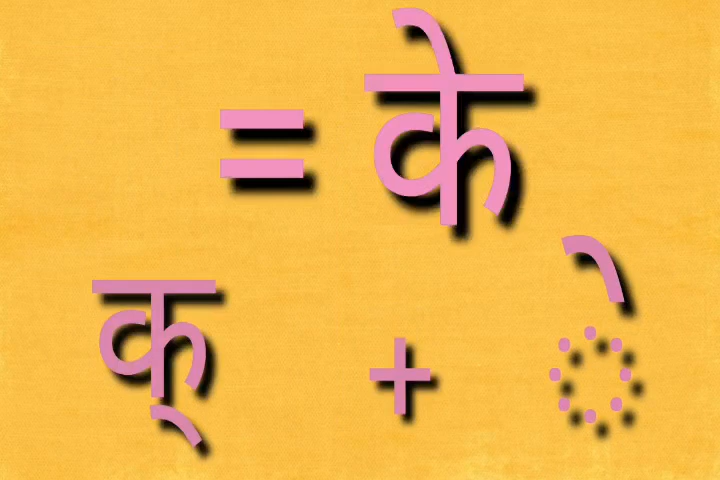 = के
क् + े